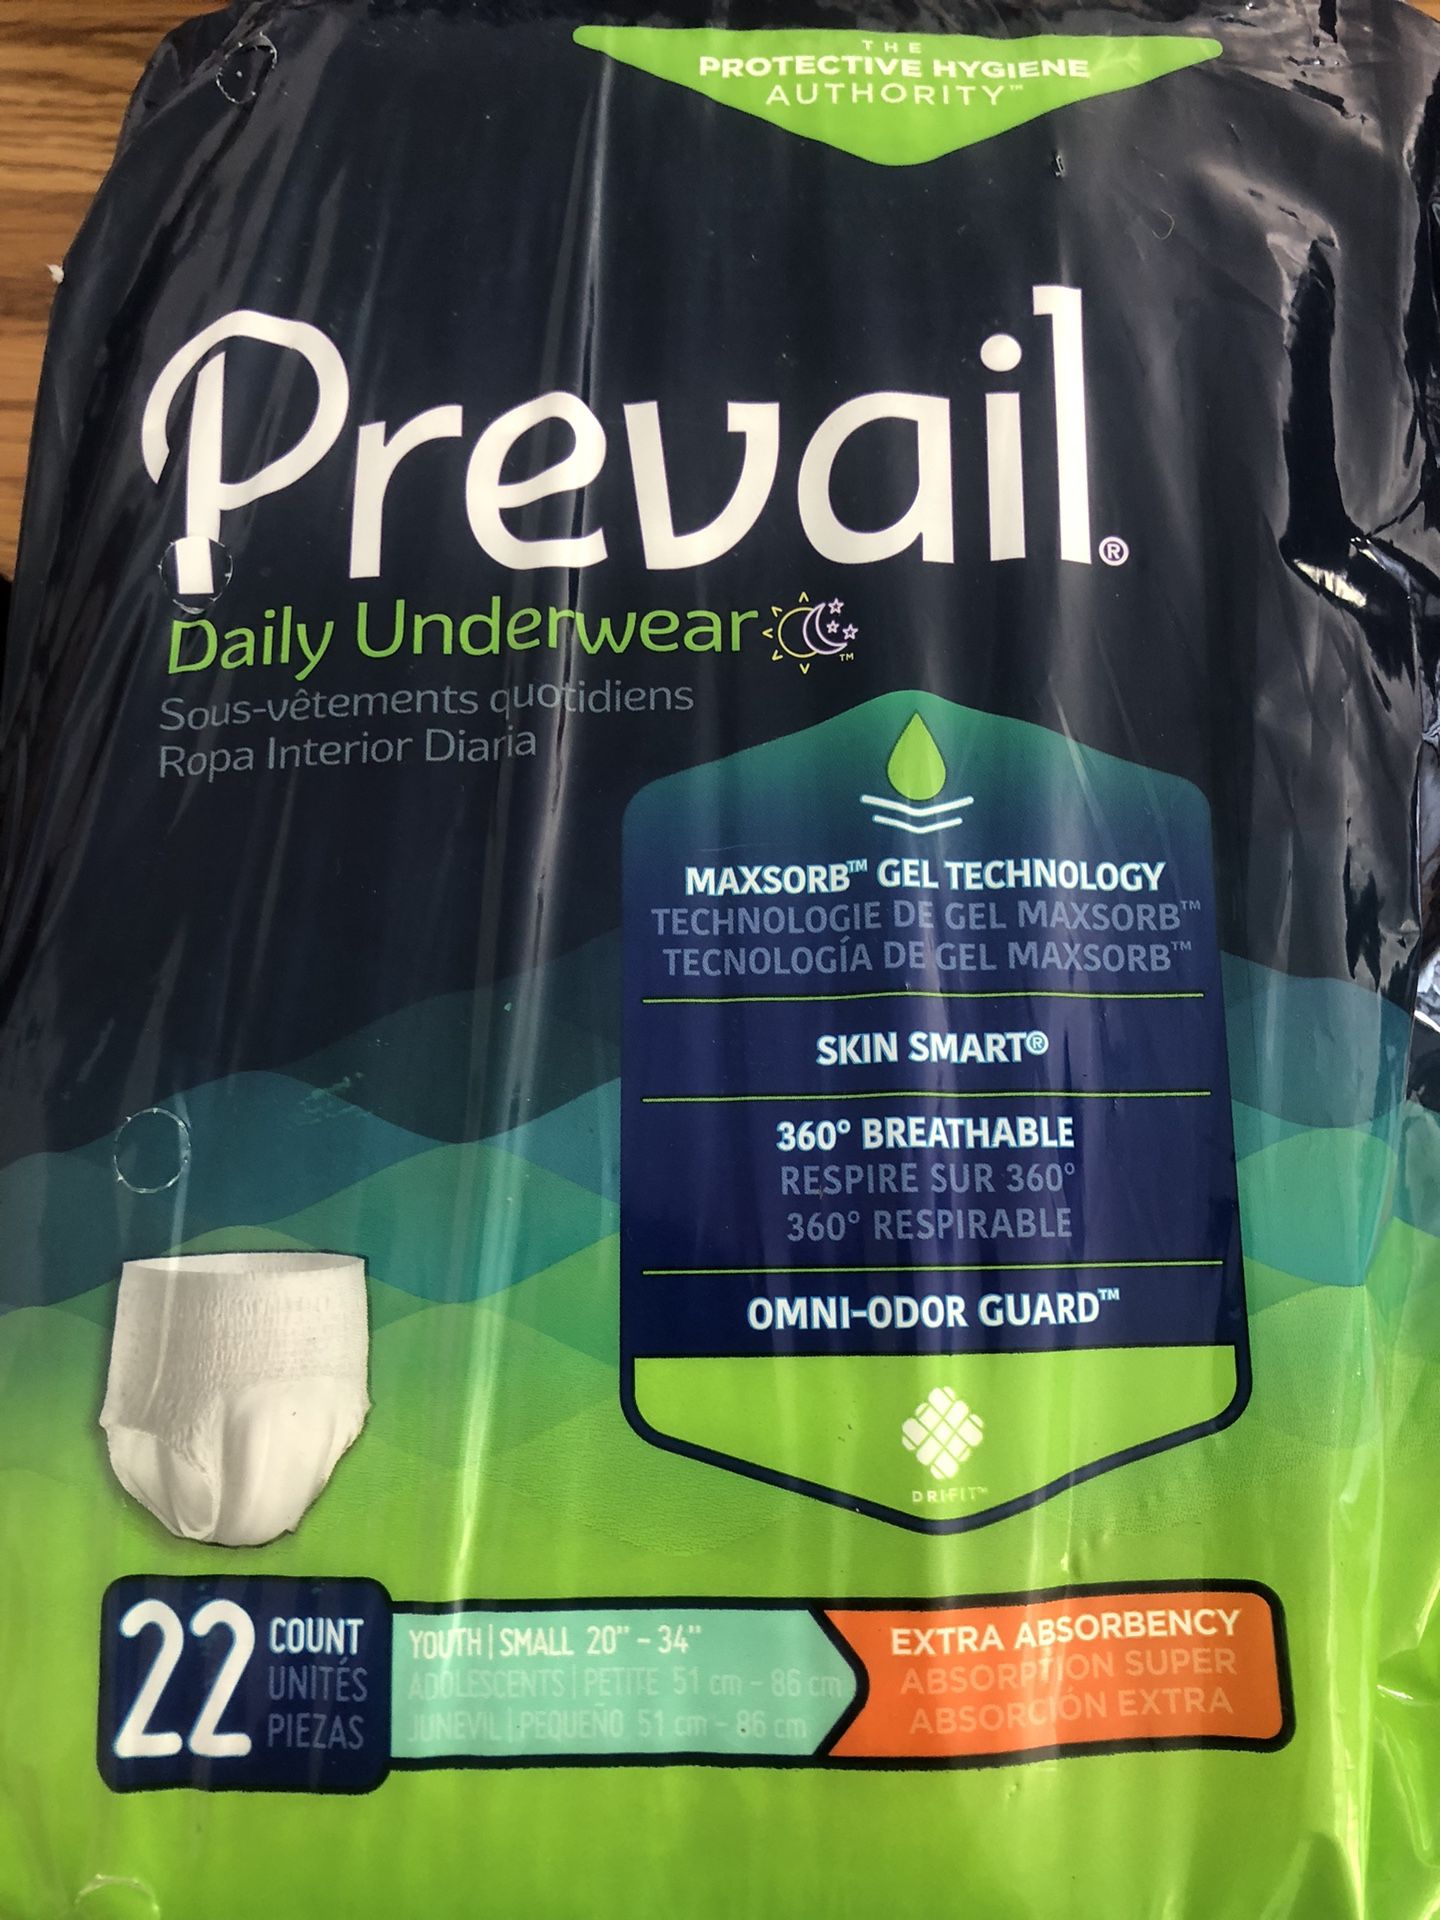 THE
PROTECTIVE HYGIENE
AUTHORITY™
Prevail®
Daily Underwear™
Sous-vêtements quotidiens
Ropa Interior Diaria
MAXSORB™ GEL TECHNOLOGY
TECHNOLOGIE DE GEL MAXSORB™
TECNOLOGÍA DE GEL MAXSORB™
SKIN SMART®
360° BREATHABLE
RESPIRE SUR 360°
360° RESPIRABLE
OMNI-ODOR GUARD™
DRIFIT™
22 COUNT
UNITÉS
PIEZAS
YOUTH | SMALL 20" - 34"
ADOLESCENTS | PETITE 51 cm - 86 cm
JUNEVIL | PEQUEÑO 51 cm - 86 cm
EXTRA ABSORBENCY
ABSORPTION SUPER
ABSORCIÓN EXTRA